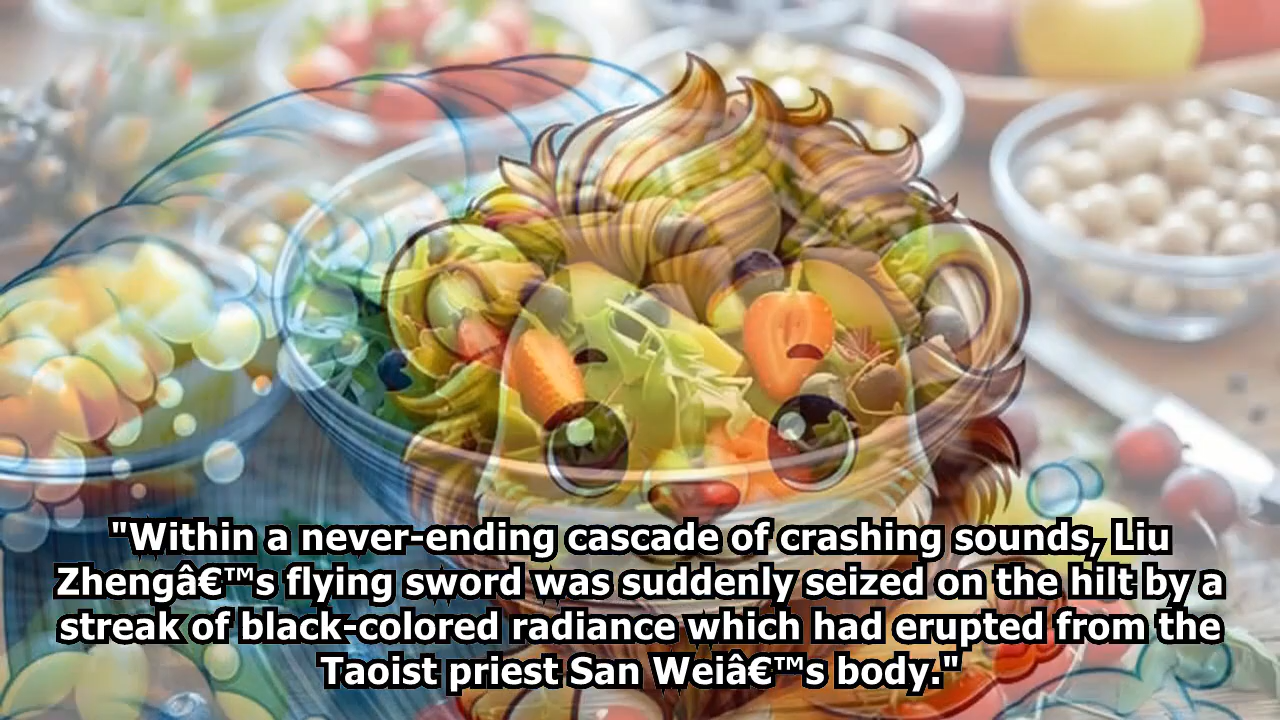 "Within a never-ending cascade of crashing sounds, Liu
Zhengâ€™s flying sword was suddenly seized on the hilt by a
streak of black-colored radiance which had erupted from the
Taoist priest San Weiâ€™s body."